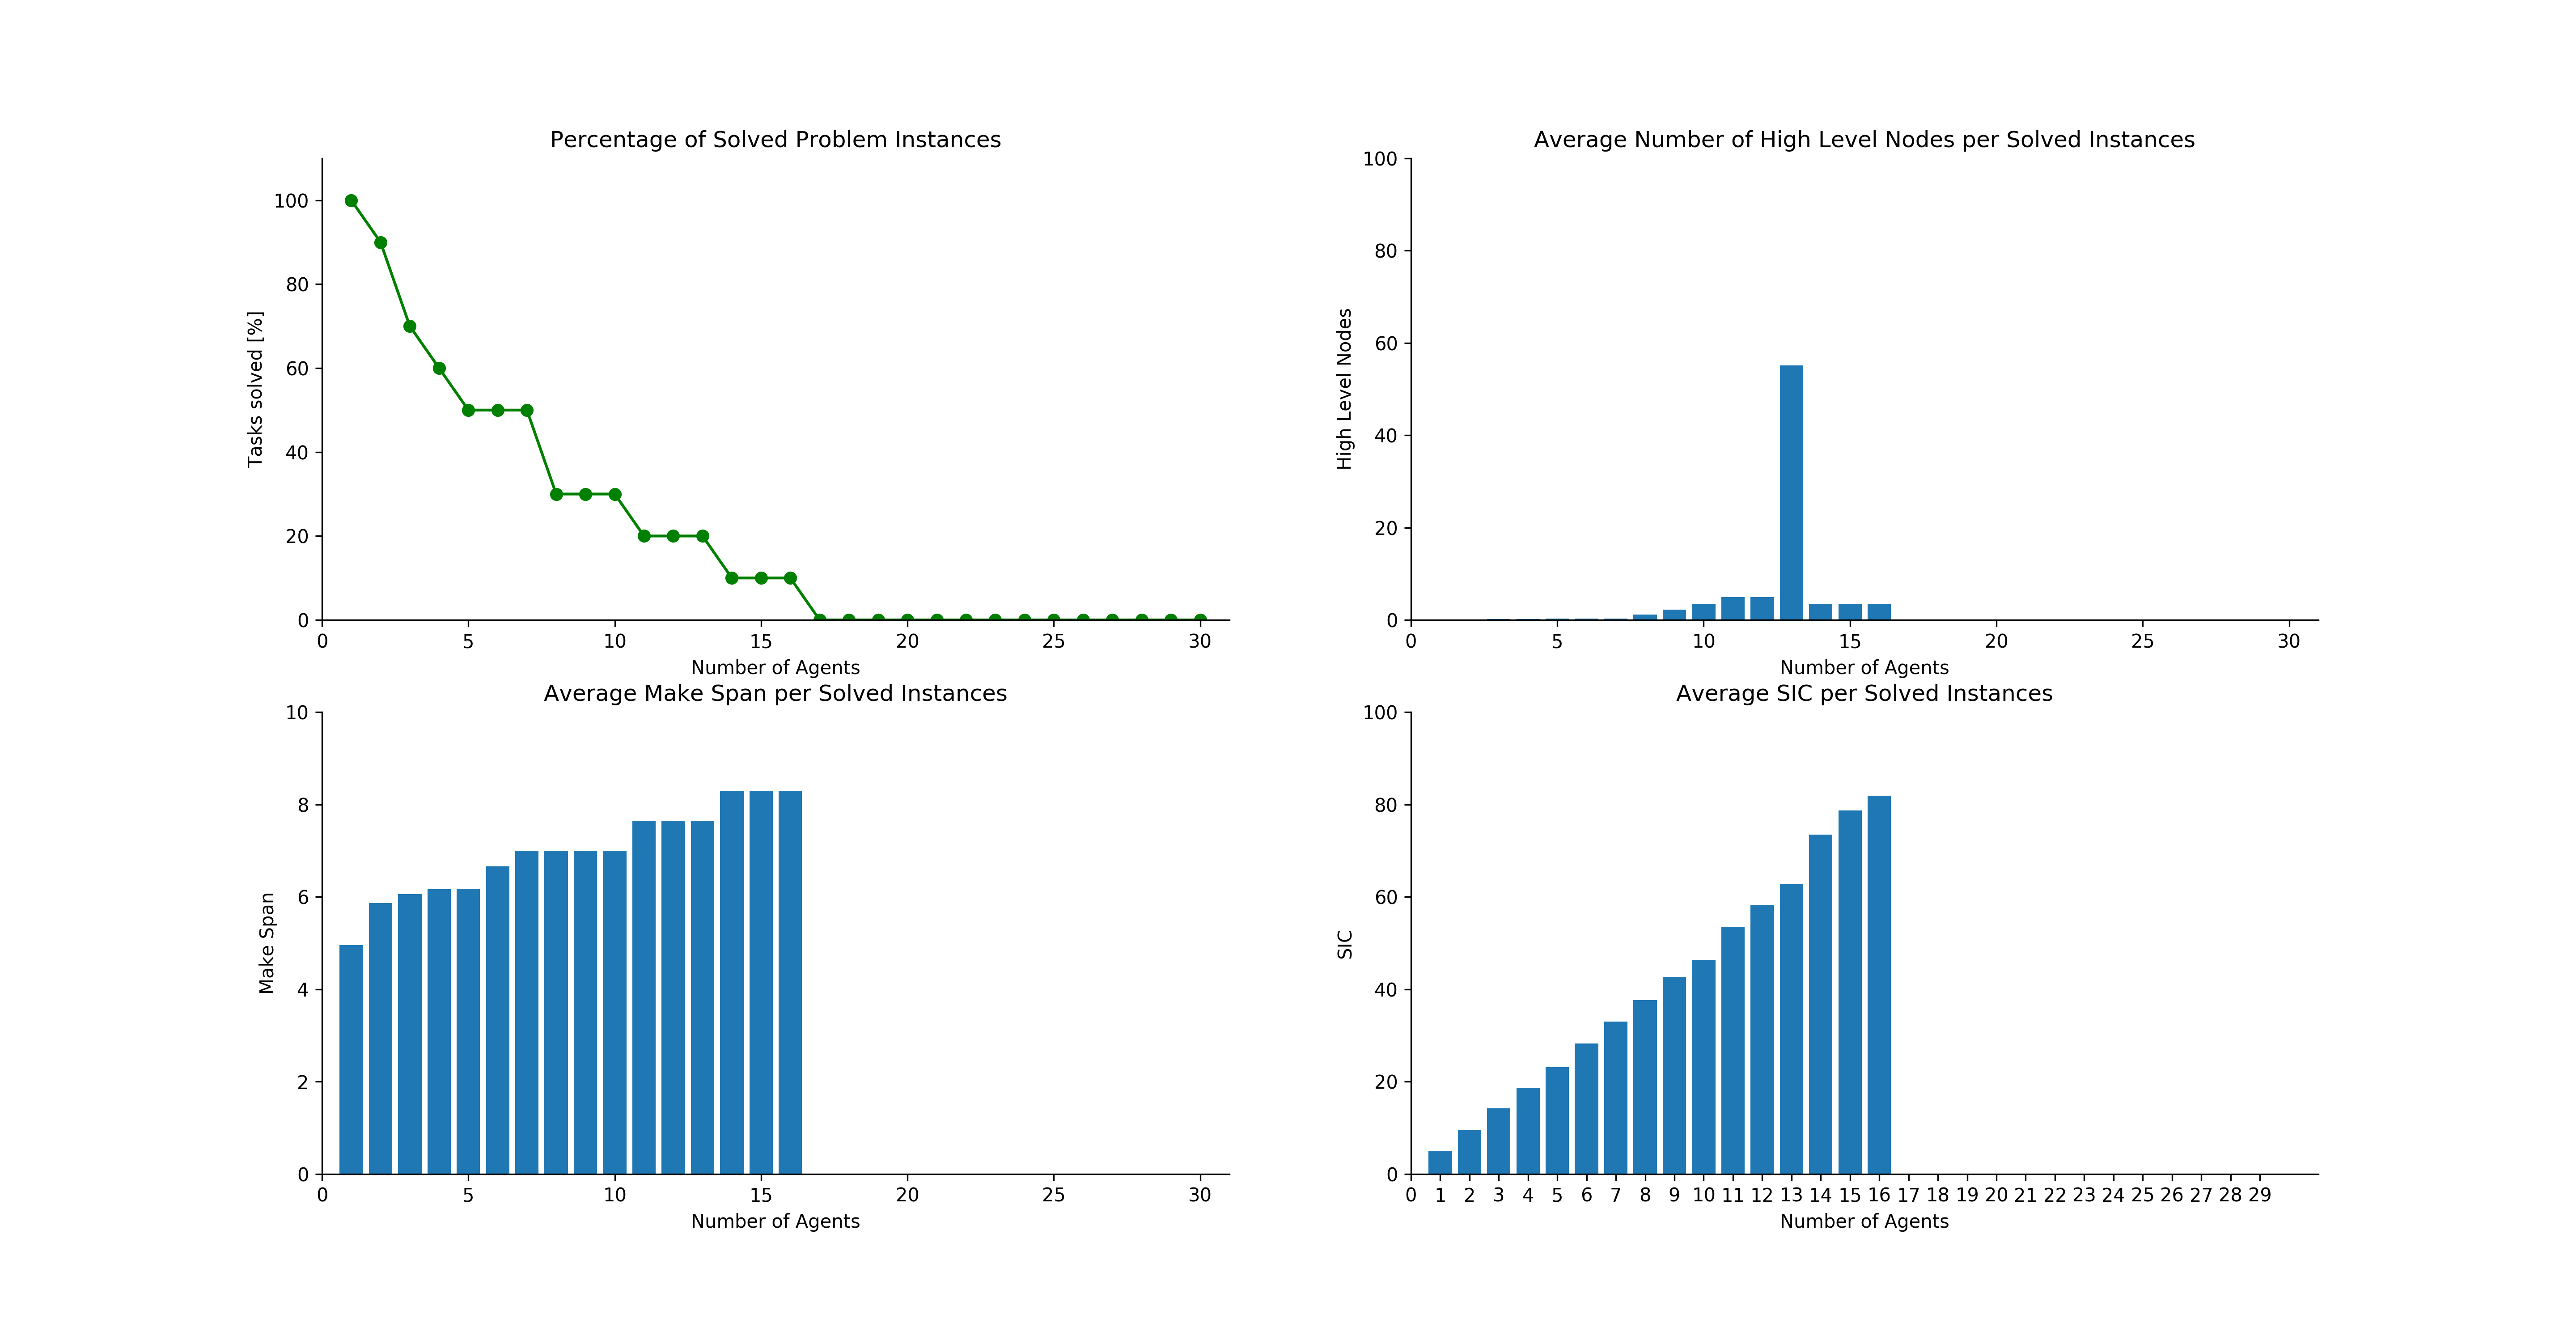 Percentage of Solved Problem Instances
100
80
60
40
20
0
Tasks solved [%]
0 5 10 15 20 25 30
Number of Agents
Average Number of High Level Nodes per Solved Instances
100
80
60
40
20
0
High Level Nodes
0 5 10 15 20 25 30
Number of Agents
Average Make Span per Solved Instances
10
8
6
4
2
0
Make Span
0 5 10 15 20 25 30
Number of Agents
Average SIC per Solved Instances
100
80
60
40
20
0
SIC
0 1 2 3 4 5 6 7 8 9 10 11 12 13 14 15 16 17 18 19 20 21 22 23 24 25 26 27 28 29
Number of Agents